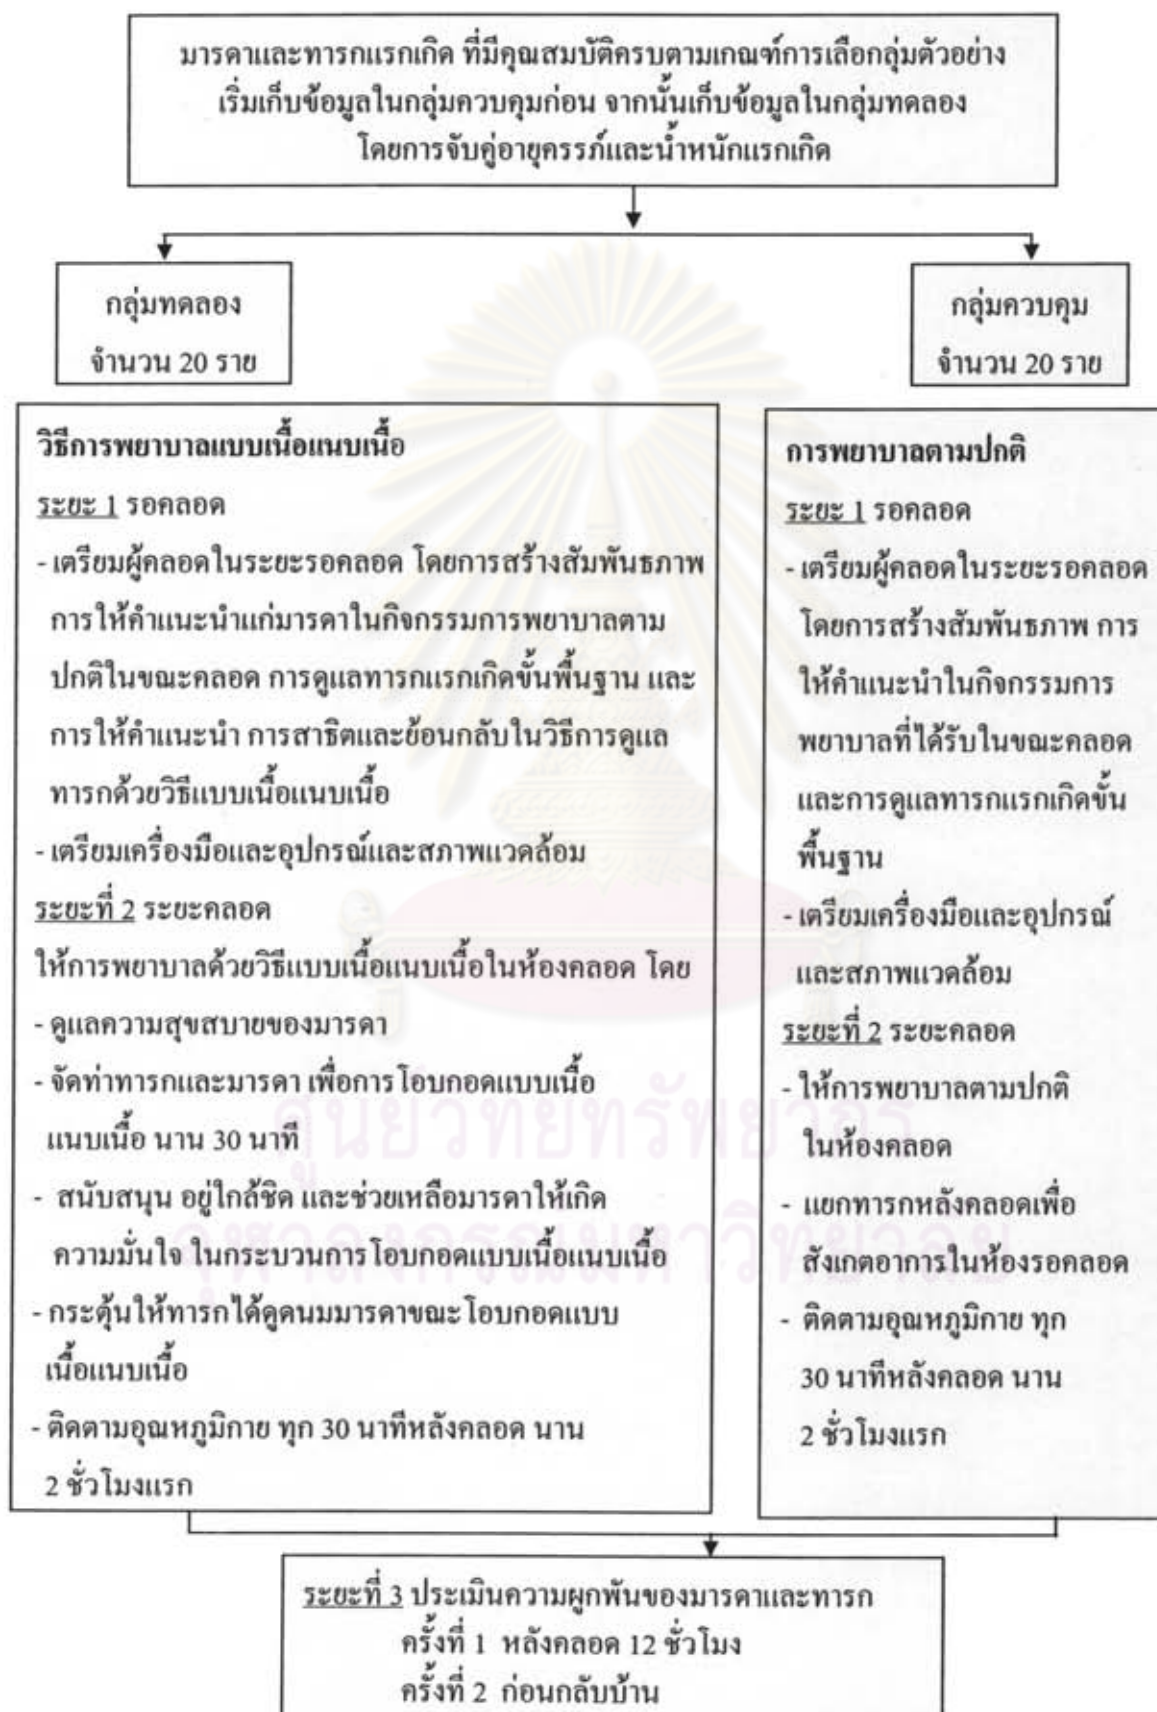 มารดาและทารกแรกเกิด ที่มีคุณสมบัติครบตามเกณฑ์การเลือกลุ่มตัวอย่าง
เริ่มเก็บข้อมูลในกลุ่มควบคุมก่อน จากนั้นเก็บข้อมูลในกลุ่มทดลอง
โดยการจับคู่อายุครรภ์และน้ำหนักแรกเกิด
กลุ่มทดลอง
จำนวน 20 ราย
กลุ่มควบคุม
จำนวน 20 ราย
วิธีการพยาบาลแบบเนื้อแนบเนื้อ
ระยะ 1 รอคลอด
- เตรียมผู้คลอดในระยะรอคลอด โดยการสร้างสัมพันธภาพ
การให้คำแนะนำแก่มารดาในกิจกรรมการพยาบาลตาม
ปกติในขณะคลอด การดูแลทารกแรกเกิดขั้นพื้นฐาน และ
การให้คำแนะนำ การสาธิตและย้อนกลับในวิธีการดูแล
ทารกด้วยวิธีแบบเนื้อแนบเนื้อ
- เตรียมเครื่องมือและอุปกรณ์และสภาพแวดล้อม
ระยะที่ 2 ระยะคลอด
ให้การพยาบาลด้วยวิธีแบบเนื้อแนบเนื้อในห้องคลอด โดย
- ดูแลความสุขสบายของมารดา
- จัดท่าทารกและมารดา เพื่อการโอบกอดแบบเนื้อ
แนบเนื้อ นาน 30 นาที
- สนับสนุน อยู่ใกล้ชิด และช่วยเหลือมารดาให้เกิด
ความมั่นใจ ในกระบวนการโอบกอดแบบเนื้อแนบเนื้อ
- กระตุ้นให้ทารกได้ดูดนมมารดาขณะโอบกอดแบบ
เนื้อแนบเนื้อ
- ติดตามอุณหภูมิกาย ทุก 30 นาทีหลังคลอด นาน
2 ชั่วโมงแรก
การพยาบาลตามปกติ
ระยะ 1 รอคลอด
- เตรียมผู้คลอดในระยะรอคลอด
โดยการสร้างสัมพันธภาพ การ
ให้คำแนะนำในกิจกรรมการ
พยาบาลที่ได้รับในขณะคลอด
และการดูแลทารกแรกเกิดขั้น
พื้นฐาน
- เตรียมเครื่องมือและอุปกรณ์
และสภาพแวดล้อม
ระยะที่ 2 ระยะคลอด
- ให้การพยาบาลตามปกติ
ในห้องคลอด
- แยกทารกหลังคลอดเพื่อ
สังเกตอาการในห้องรอคลอด
- ติดตามอุณหภูมิกาย ทุก
30 นาทีหลังคลอด นาน
2 ชั่วโมงแรก
ศูนย์วิทยทรัพยากร
จุฬาลงกรณ์มหาวิทยาลัย
ระยะที่ 3 ประเมินความผูกพันของมารดาและทารก
ครั้งที่ 1 หลังคลอด 12 ชั่วโมง
ครั้งที่ 2 ก่อนกลับบ้าน